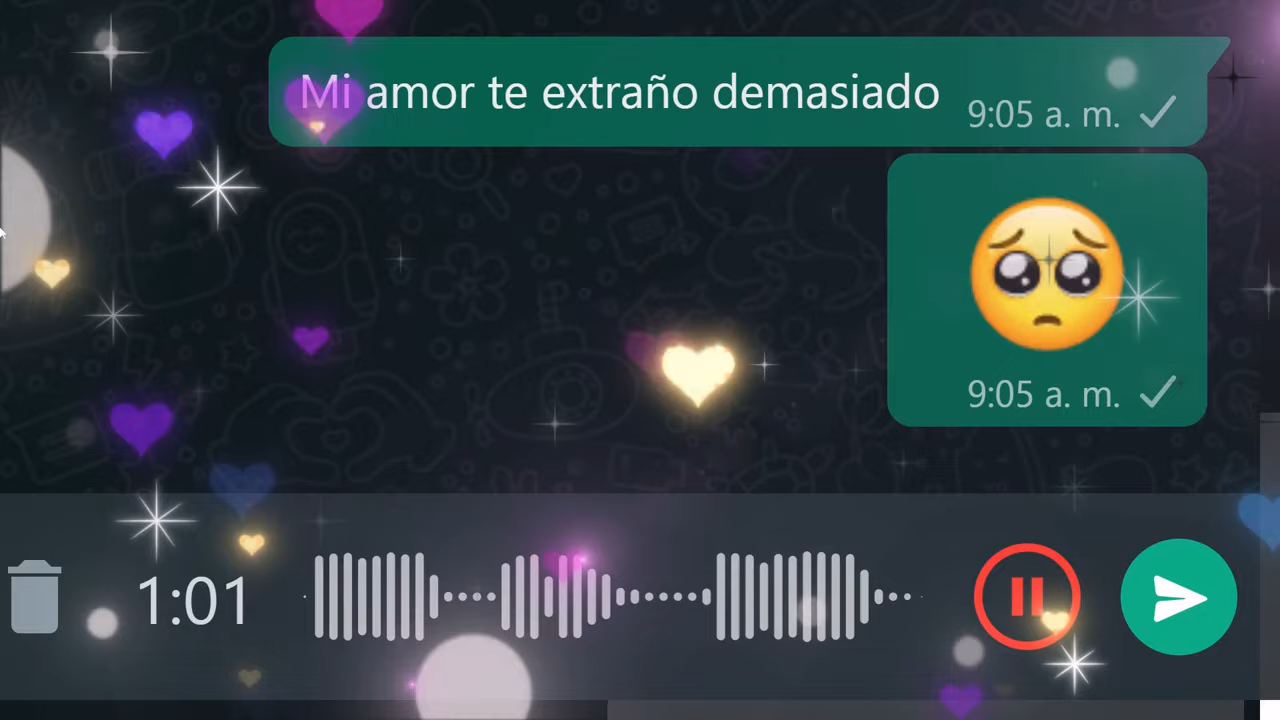 Mi amor te extraño demasiado
9:05 a. m.
9:05 a. m.
1:01